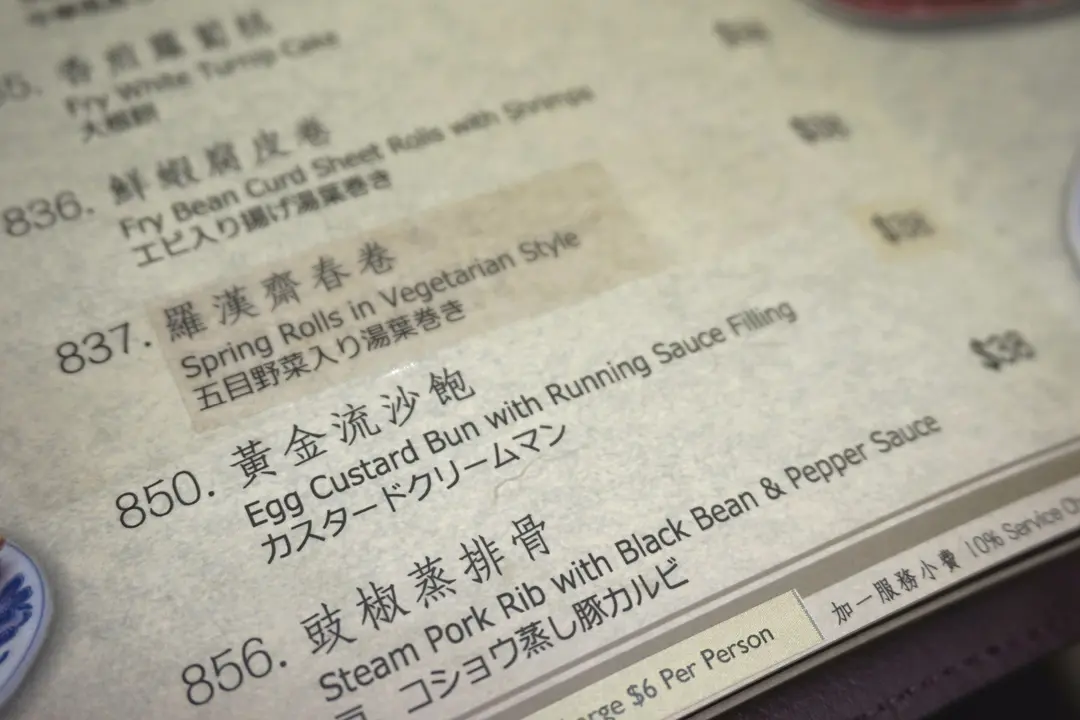 香煎蘿蔔糕
Fry White Turnip Cake
大根餅
836. 鮮蝦腐皮卷
Fry Bean Curd Sheet Rolls with Shrimps
エビ入り揚げ湯葉巻き
837. 羅漢齋春卷
Spring Rolls in Vegetarian Style
五目野菜入り湯葉巻き
850. 黃金流沙飽 $38
Egg Custard Bun with Running Sauce Filling
カスタードクリームマン
856. 豉椒蒸排骨
Steam Pork Rib with Black Bean & Pepper Sauce
コショウ蒸し豚カルビ
$6 Per Person
加一服務小費 10% Service